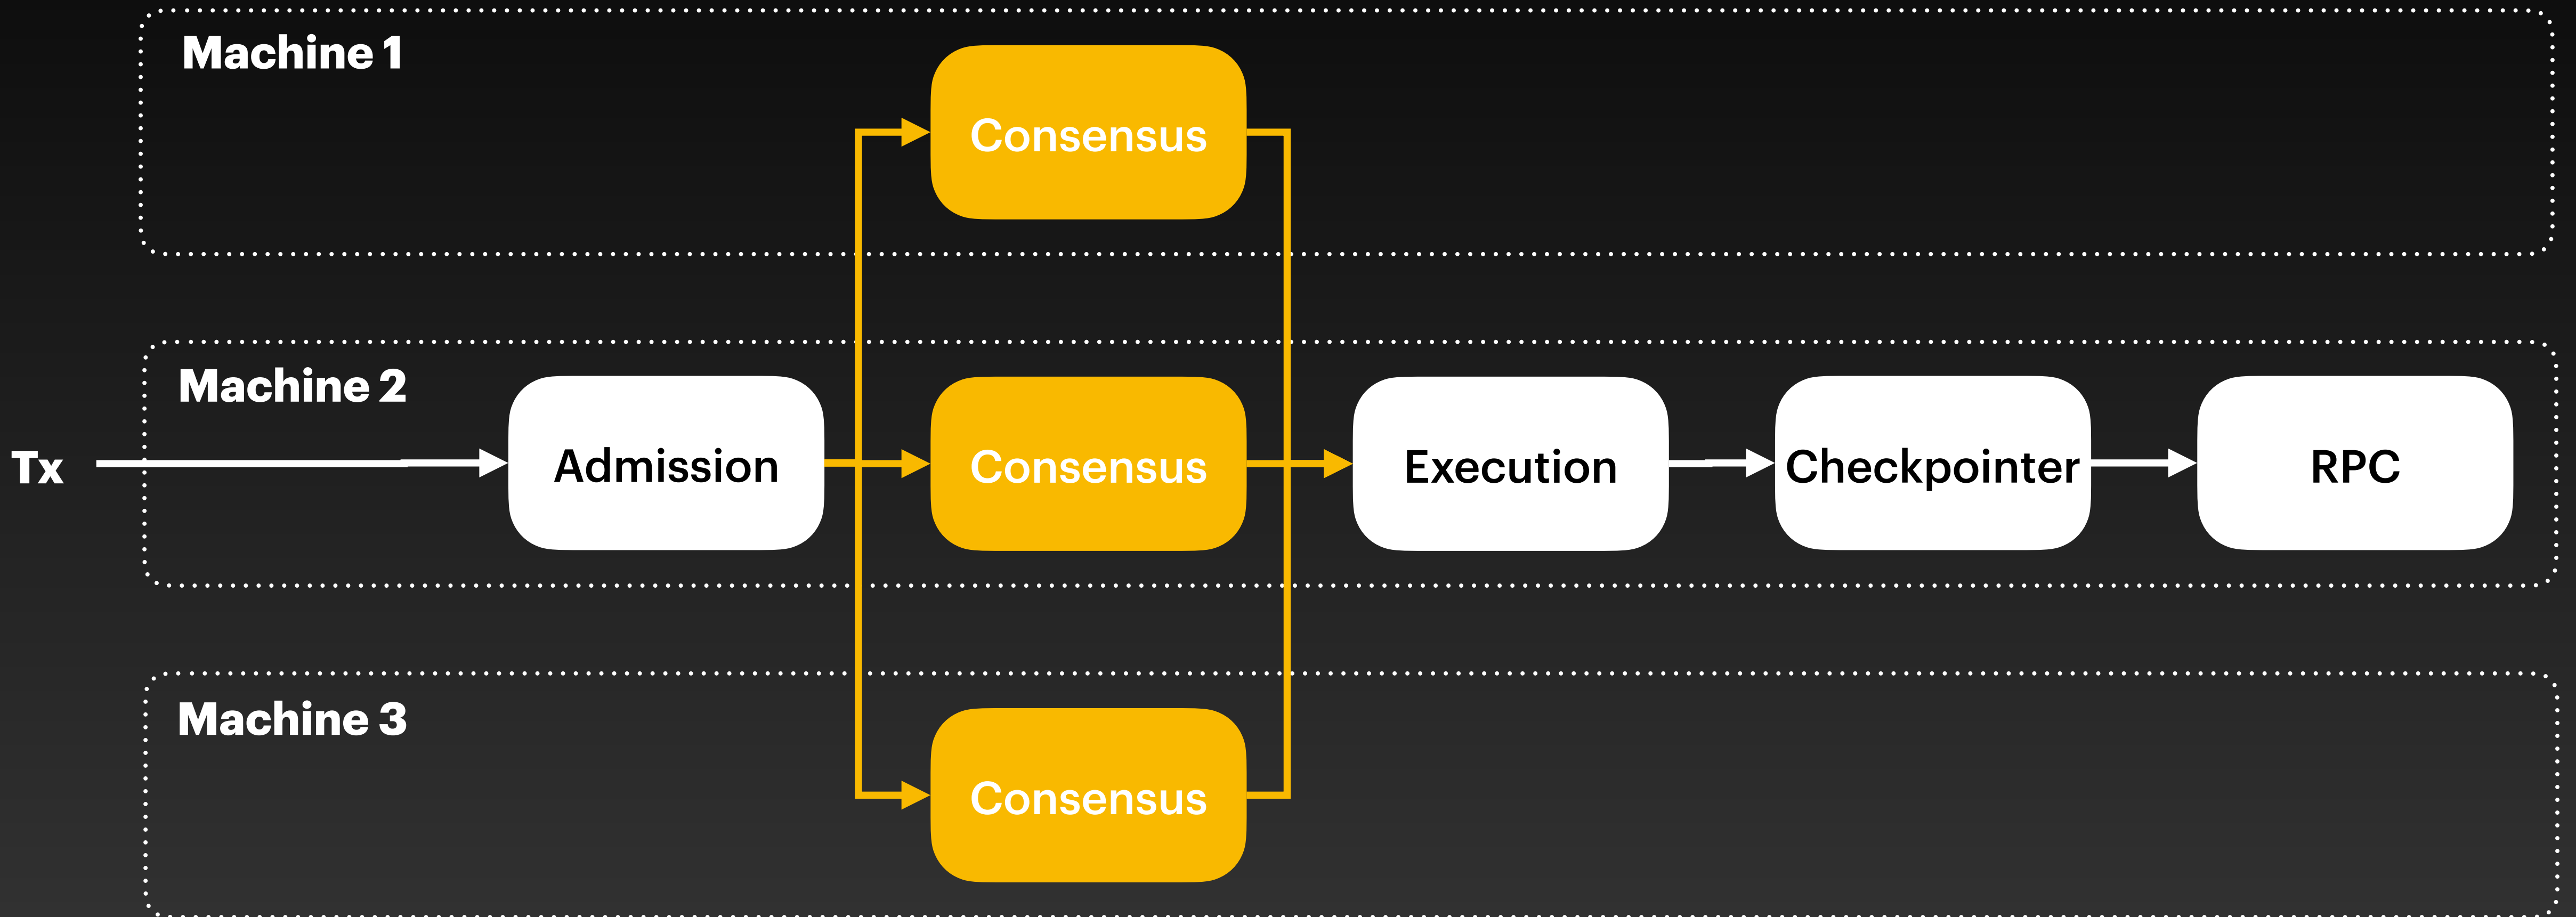 Machine 1
Consensus
Machine 2
Tx
Admission
Consensus
Execution
Checkpointer
RPC
Machine 3
Consensus